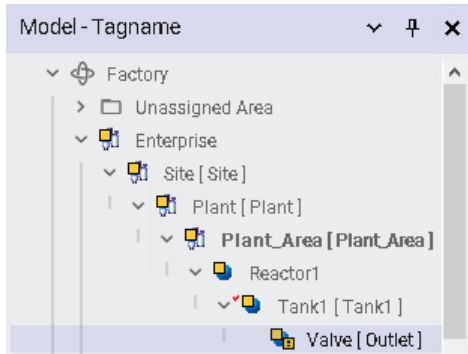 Model - Tagname
Factory
Unassigned Area
Enterprise
Site [ Site ]
Plant [ Plant ]
Plant_Area [ Plant_Area ]
Reactor1
Tank1 [ Tank1 ]
Valve [ Outlet ]